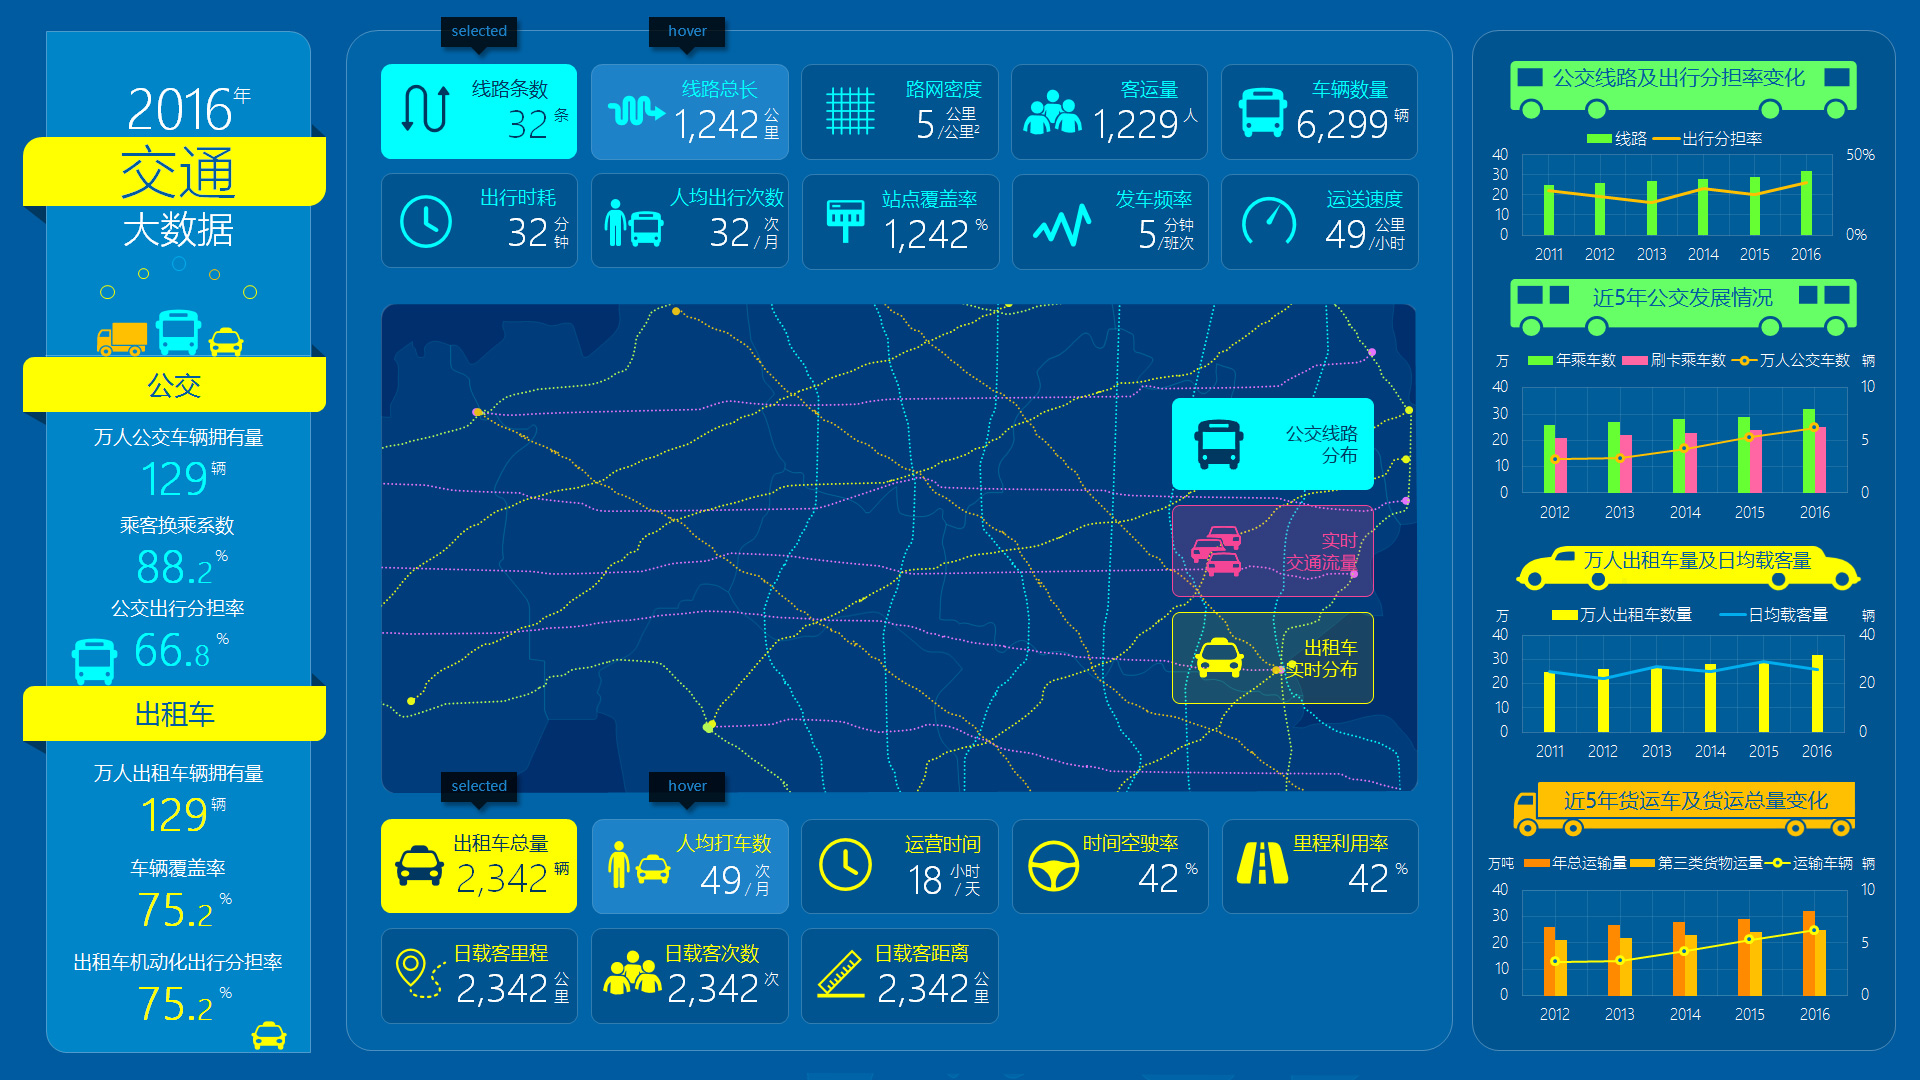 2016年
交通
大数据
公交
万人公交车辆拥有量
129辆
乘客换乘系数
88.2%
公交出行分担率
66.8%
出租车
万人出租车辆拥有量
129辆
车辆覆盖率
75.2%
出租车机动化出行分担率
75.2%
selected
hover
线路条数
32条
线路总长
1,242公里
路网密度
5公里/公里²
客运量
1,229人
车辆数量
6,299辆
出行时耗
32分钟
人均出行次数
32次/月
站点覆盖率
1,242%
发车频率
5分钟/班次
运送速度
49公里/小时
公交线路
分布
实时
交通流量
出租车
实时分布
selected
hover
出租车总量
2,342辆
人均打车数
49次/月
运营时间
18小时/天
时间空驶率
42%
里程利用率
42%
日载客里程
2,342公里
日载客次数
2,342次
日载客距离
2,342公里
公交线路及出行分担率变化
线路 出行分担率
40 50%
30
20
10
0 0%
2011 2012 2013 2014 2015 2016
近5年公交发展情况
万 年乘车数 刷卡乘车数 万人公交车数 辆
40 10
30
20 5
10
0 0
2012 2013 2014 2015 2016
万人出租车量及日均载客量
万 万人出租车数量 日均载客量 辆
40 40
30
20 20
10
0 0
2011 2012 2013 2014 2015 2016
近5年货运车及货运总量变化
万吨 年总运输量 第三类货物运量 运输车辆 辆
40 10
30
20 5
10
0 0
2012 2013 2014 2015 2016